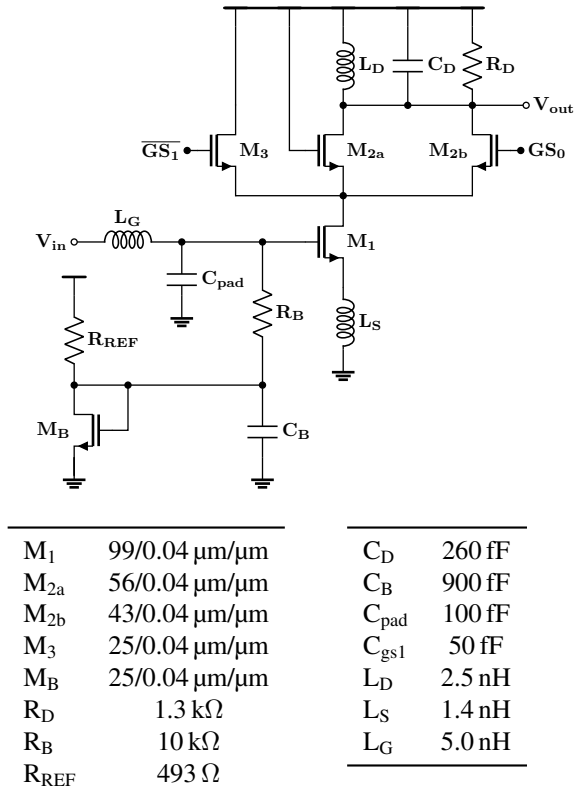 L_D C_D R_D
V_out
\overline{GS_1} M_3 M_2a M_2b GS_0
L_G
V_in M_1
C_pad R_B
L_S
R_REF
M_B C_B
M_1 99/0.04 µm/µm
M_2a 56/0.04 µm/µm
M_2b 43/0.04 µm/µm
M_3 25/0.04 µm/µm
M_B 25/0.04 µm/µm
R_D 1.3 kΩ
R_B 10 kΩ
R_REF 493 Ω
C_D 260 fF
C_B 900 fF
C_pad 100 fF
C_gs1 50 fF
L_D 2.5 nH
L_S 1.4 nH
L_G 5.0 nH